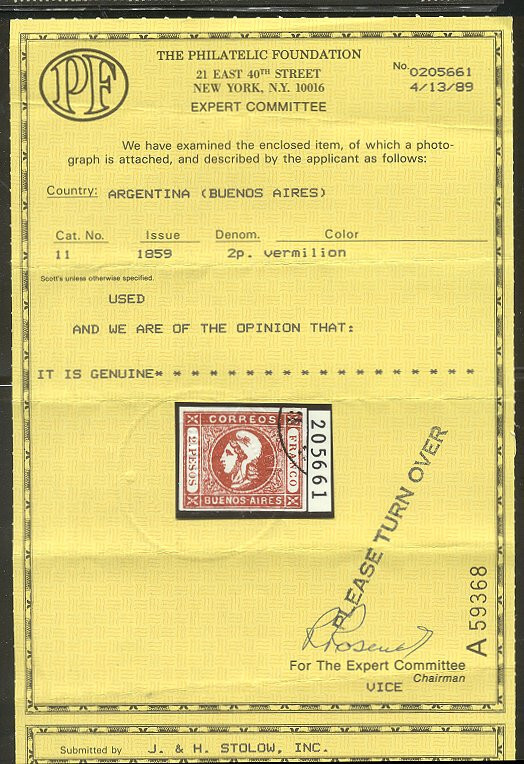 PF
THE PHILATELIC FOUNDATION
21 EAST 40TH STREET
NEW YORK, N.Y. 10016
EXPERT COMMITTEE
No. 0205661
4/13/89
We have examined the enclosed item, of which a photo-
graph is attached, and described by the applicant as follows:
Country: ARGENTINA (BUENOS AIRES)
Cat. No. Issue Denom. Color
11 1859 2p. vermilion
Scott's unless otherwise specified.
USED
AND WE ARE OF THE OPINION THAT:
IT IS GENUINE* * * * * * * * * * * * * * * * * *
CORREOS
2. PESOS
FRANCO
BUENOS-AIRES
205661
PLEASE TURN OVER
A 59368
For The Expert Committee
Chairman
VICE
Submitted by J. & H. STOLOW, INC.